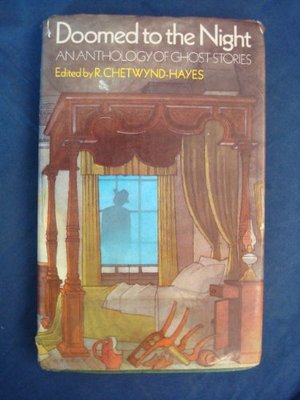 Doomed to the Night
AN ANTHOLOGY OF GHOST STORIES
Edited by R. CHETWYND-HAYES